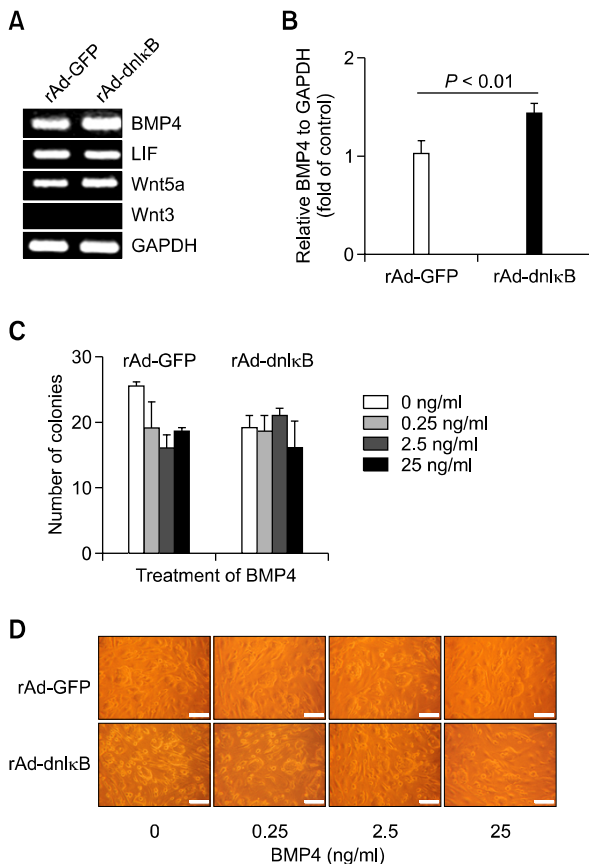 A
rAd-GFP
rAd-dnIκB
BMP4
LIF
Wnt5a
Wnt3
GAPDH
B
Relative BMP4 to GAPDH
(fold of control)
2
1
0
P < 0.01
rAd-GFP
rAd-dnIκB
C
Number of colonies
30
20
10
0
rAd-GFP
rAd-dnIκB
Treatment of BMP4
0 ng/ml
0.25 ng/ml
2.5 ng/ml
25 ng/ml
D
rAd-GFP
rAd-dnIκB
0 0.25 2.5 25
BMP4 (ng/ml)